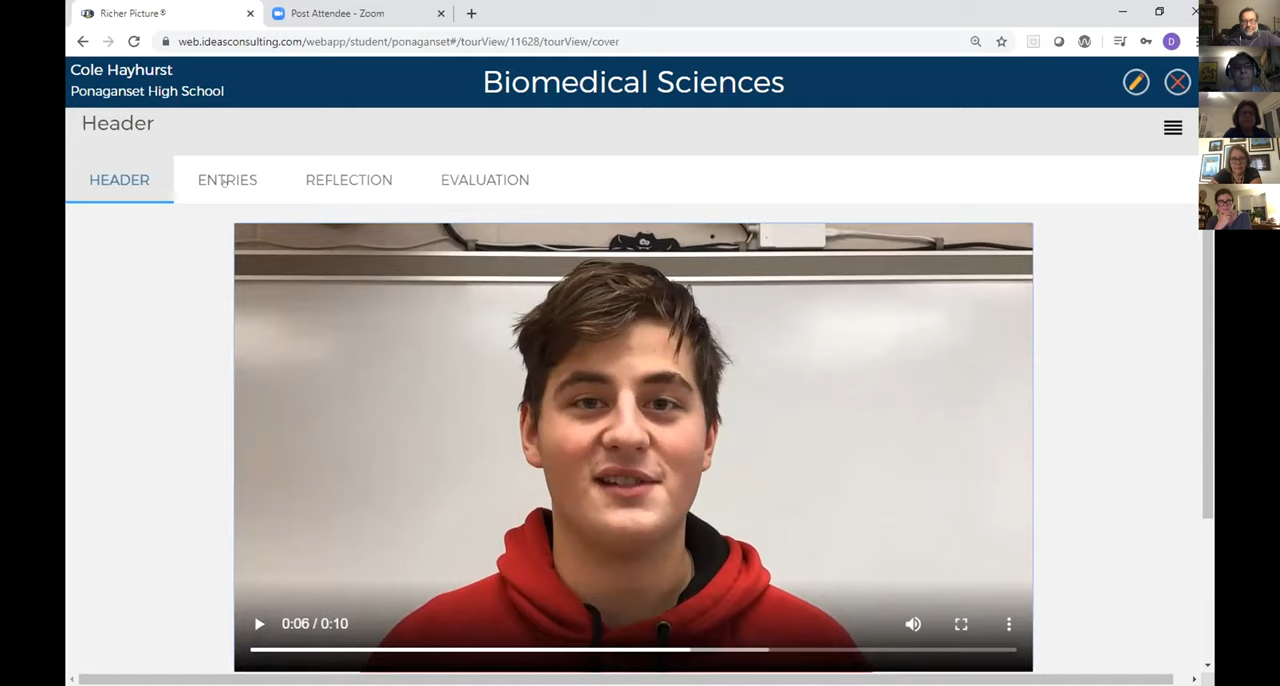 Richer Picture ®
Post Attendee - Zoom
web.ideasconsulting.com/webapp/student/ponaganset#/tourView/11628/tourView/cover
D
Cole Hayhurst
Ponaganset High School
Biomedical Sciences
Header
HEADER
ENTRIES
REFLECTION
EVALUATION
0:06 / 0:10